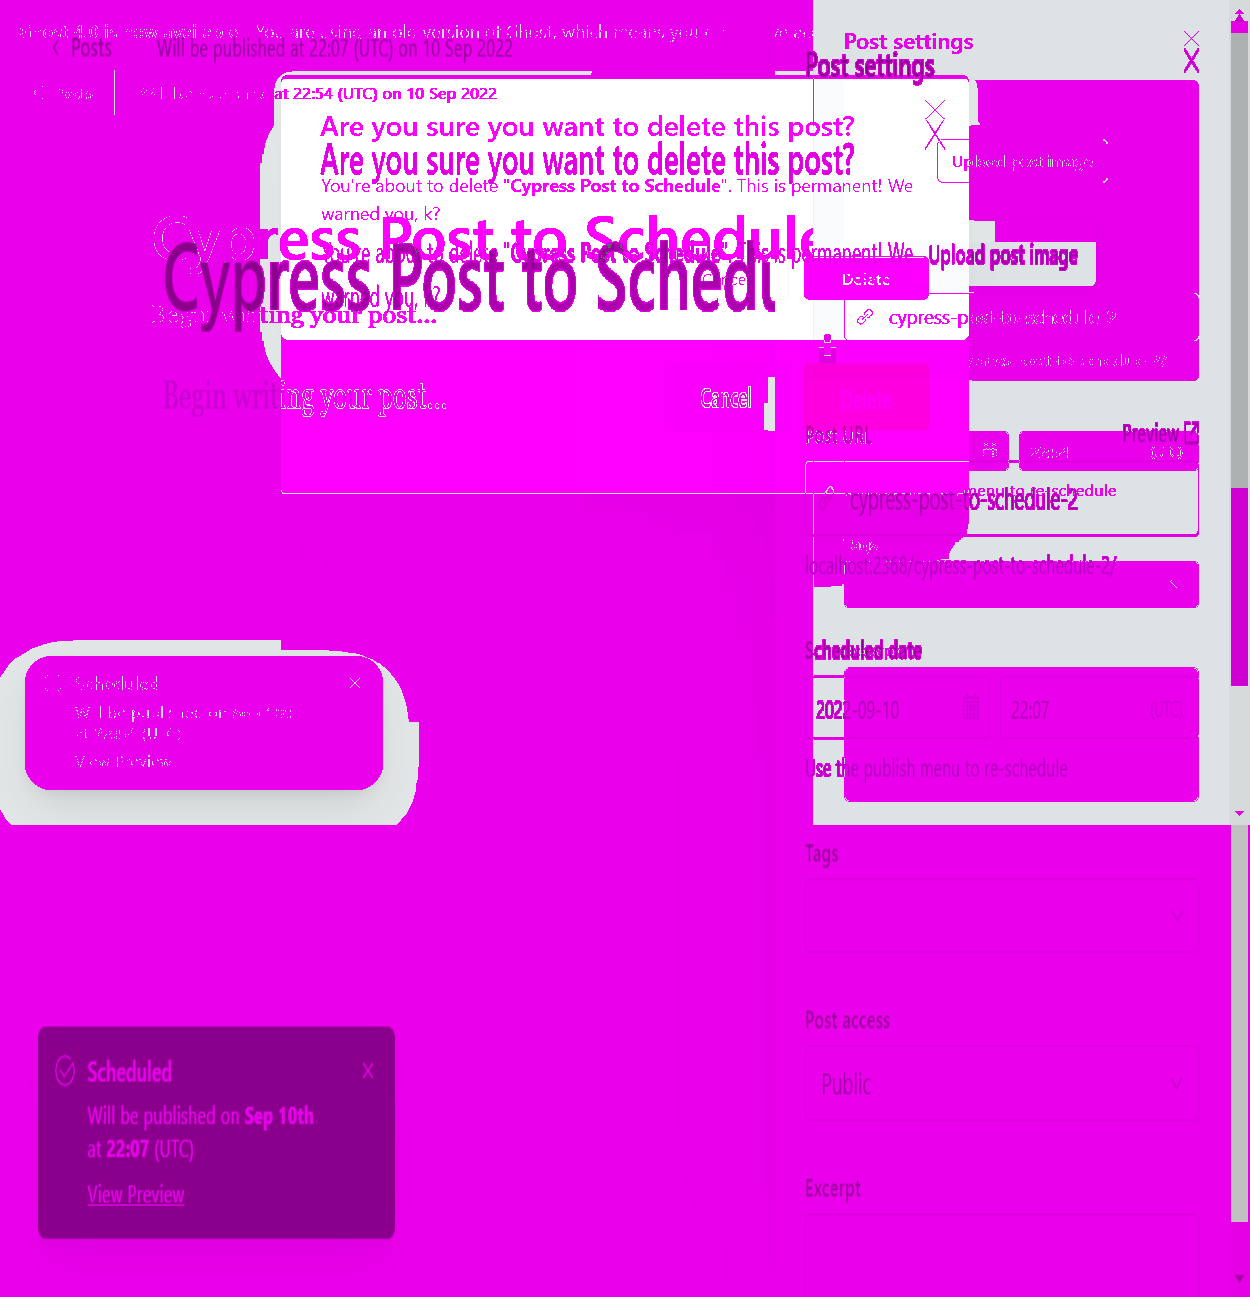 Ghost 4.0 is now available - You are using an old version of Ghost, which means you
Posts
Will be published at 22:07 (UTC) on 10 Sep 2022
Post settings
Post settings
at 22:54 (UTC) on 10 Sep 2022
Are you sure you want to delete this post?
Are you sure you want to delete this post?
Upload post image
You're about to delete "Cypress Post to Schedule". This is permanent! We
warned you, k?
Cypress Post to Schedule
You're about to delete "Cypress Post to Schedule". This is permanent! We
Upload post image
Cypress Post to Schedu
Cancel
Delete
warned you, k?
Begin writing your post...
cypress-post-to-schedule-2
cypress-post-to-schedule-2/
Begin writing your post...
Cancel
Delete
Post URL
Preview
22:54
(UTC)
menu to re-schedule
cypress-post-to-schedule-2
Tags
localhost:2368/cypress-post-to-schedule-2/
Scheduled date
Scheduled
2022-09-10
22:07
(UTC)
Will be published on Sep 10th
at 22:54 (UTC)
View Preview
Use the publish menu to re-schedule
Tags
Post access
Public
Scheduled
Will be published on Sep 10th
at 22:07 (UTC)
View Preview
Excerpt